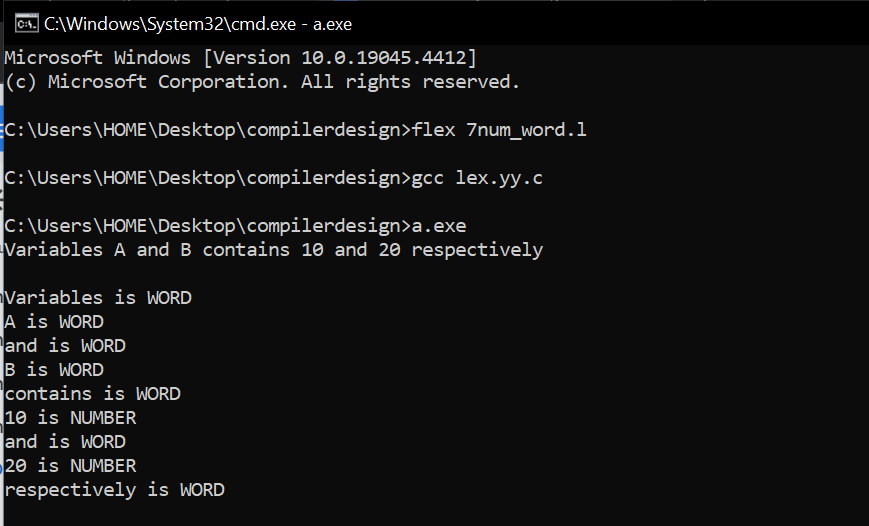 C:\Windows\System32\cmd.exe - a.exe
Microsoft Windows [Version 10.0.19045.4412]
(c) Microsoft Corporation. All rights reserved.
C:\Users\HOME\Desktop\compilerdesign>flex 7num_word.l
C:\Users\HOME\Desktop\compilerdesign>gcc lex.yy.c
C:\Users\HOME\Desktop\compilerdesign>a.exe
Variables A and B contains 10 and 20 respectively
Variables is WORD
A is WORD
and is WORD
B is WORD
contains is WORD
10 is NUMBER
and is WORD
20 is NUMBER
respectively is WORD